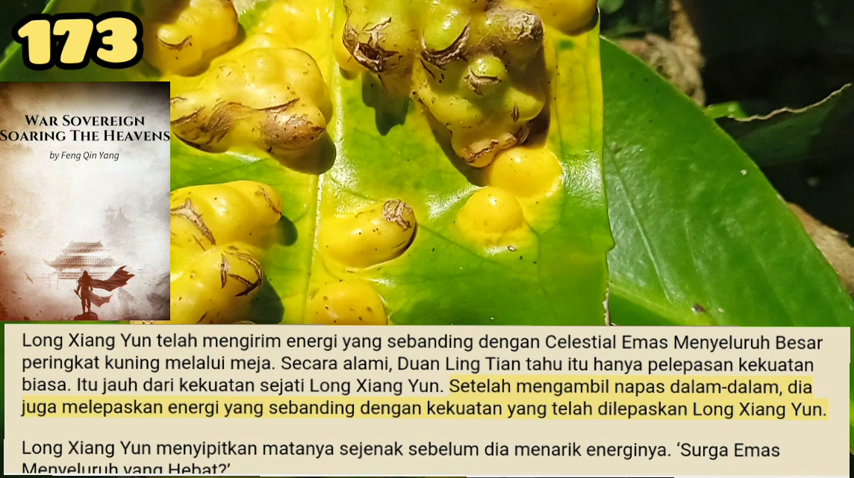 173
WAR SOVEREIGN
SOARING THE HEAVENS
by Feng Qin Yang
Long Xiang Yun telah mengirim energi yang sebanding dengan Celestial Emas Menyeluruh Besar
peringkat kuning melalui meja. Secara alami, Duan Ling Tian tahu itu hanya pelepasan kekuatan
biasa. Itu jauh dari kekuatan sejati Long Xiang Yun. Setelah mengambil napas dalam-dalam, dia
juga melepaskan energi yang sebanding dengan kekuatan yang telah dilepaskan Long Xiang Yun.
Long Xiang Yun menyipitkan matanya sejenak sebelum dia menarik energinya. ‘Surga Emas
Menyeluruh yang Hebat?’